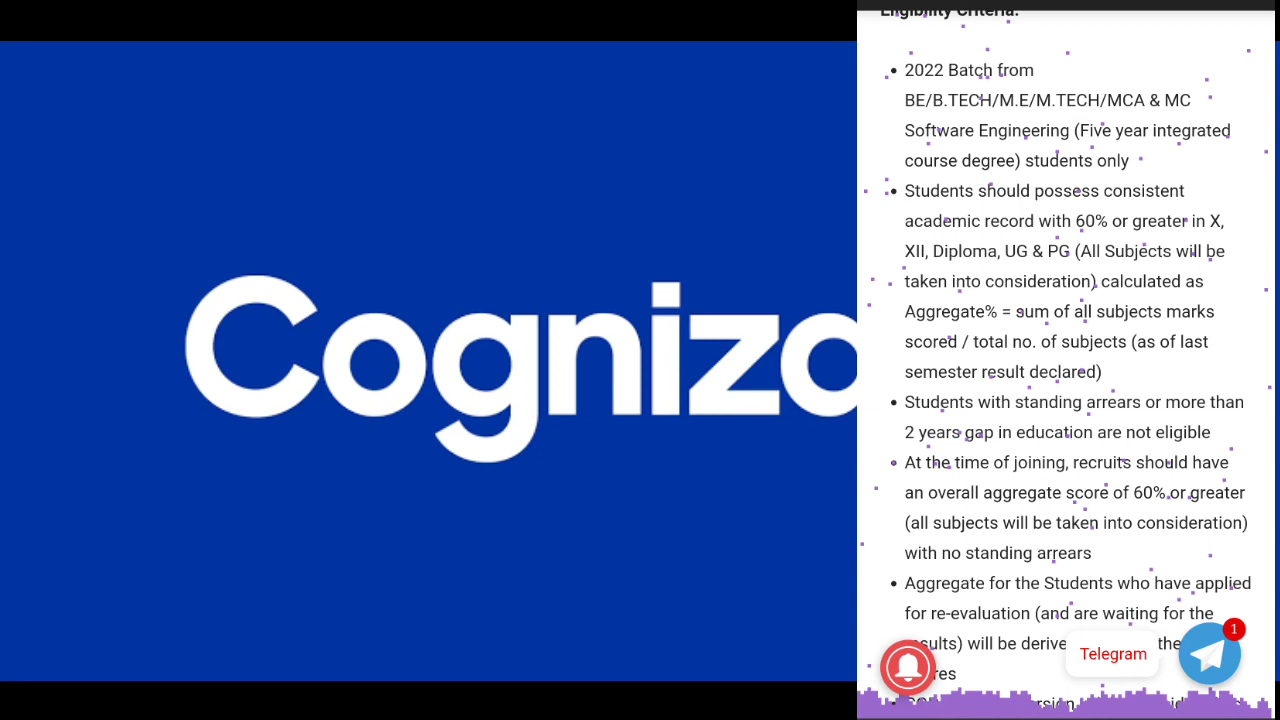 Cogniz
Eligibility Criteria:
2022 Batch from
BE/B.TECH/M.E/M.TECH/MCA & MC
Software Engineering (Five year integrated
course degree) students only
Students should possess consistent
academic record with 60% or greater in X,
XII, Diploma, UG & PG (All Subjects will be
taken into consideration) calculated as
Aggregate% = sum of all subjects marks
scored / total no. of subjects (as of last
semester result declared)
Students with standing arrears or more than
2 years gap in education are not eligible
At the time of joining, recruits should have
an overall aggregate score of 60% or greater
(all subjects will be taken into consideration)
with no standing arrears
Aggregate for the Students who have applied
for re-evaluation (and are waiting for the
will be the
Telegram
1